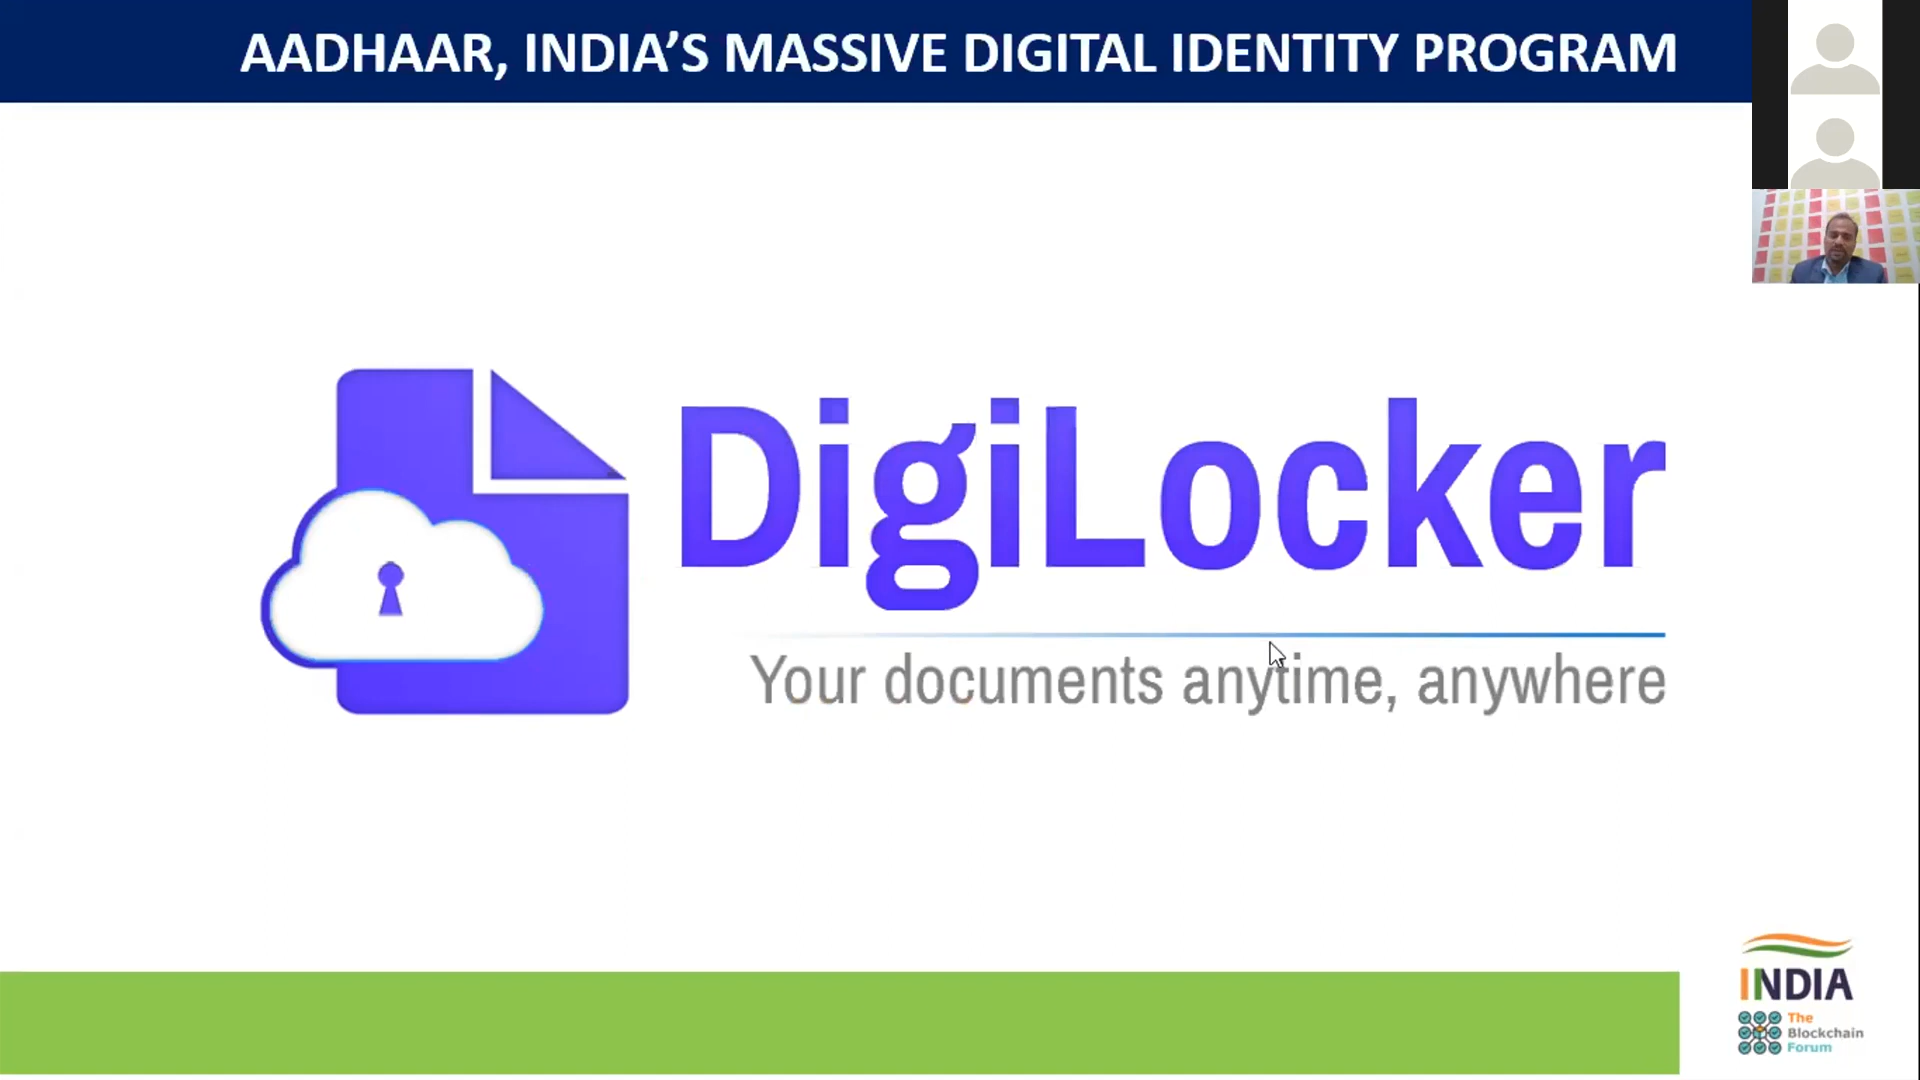 AADHAAR, INDIA’S MASSIVE DIGITAL IDENTITY PROGRAM
DigiLocker
Your documents anytime, anywhere
INDIA
The
Blockchain
Forum